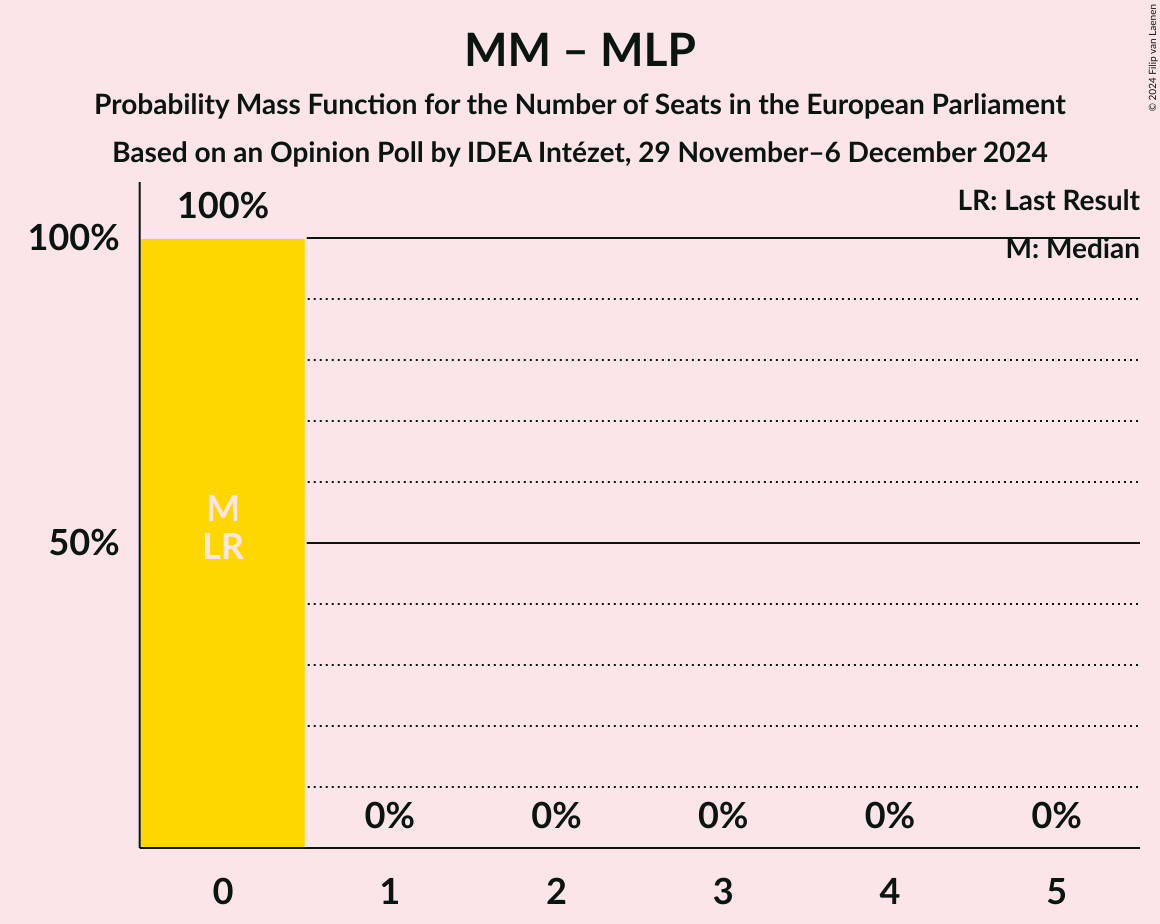 MM – MLP
Probability Mass Function for the Number of Seats in the European Parliament
Based on an Opinion Poll by IDEA Intézet, 29 November–6 December 2024
© 2024 Filip van Laenen
LR: Last Result
M: Median
100%
100%
50%
M
LR
0% 0% 0% 0% 0%
0 1 2 3 4 5